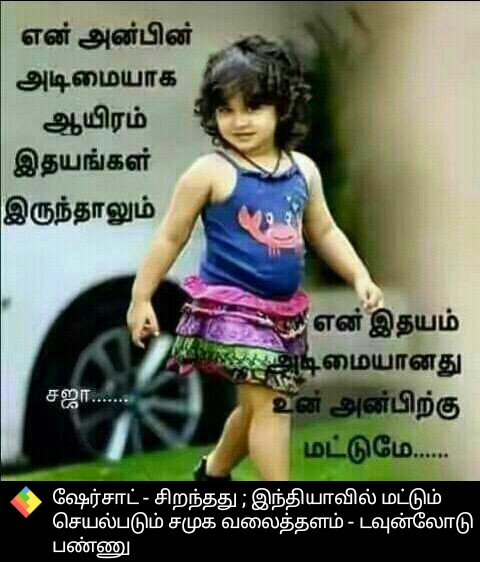 என் அன்பின்
அடிமையாக
ஆயிரம்
இதயங்கள்
இருந்தாலும்
என் இதயம்
அடிமையானது
உன் அன்பிற்கு
மட்டுமே......
சஜா.......
ஷேர்சாட் - சிறந்தது ; இந்தியாவில் மட்டும்
செயல்படும் சமுக வலைத்தளம் - டவுன்லோடு
பண்ணு